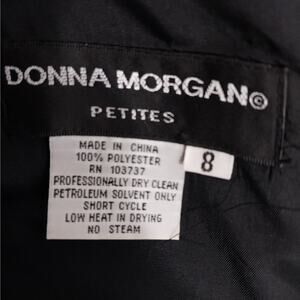 DONNA MORGAN©
PETITES
8
MADE IN CHINA
100% POLYESTER
RN 103737
PROFESSIONALLY DRY CLEAN
PETROLEUM SOLVENT ONLY
SHORT CYCLE
LOW HEAT IN DRYING
NO STEAM